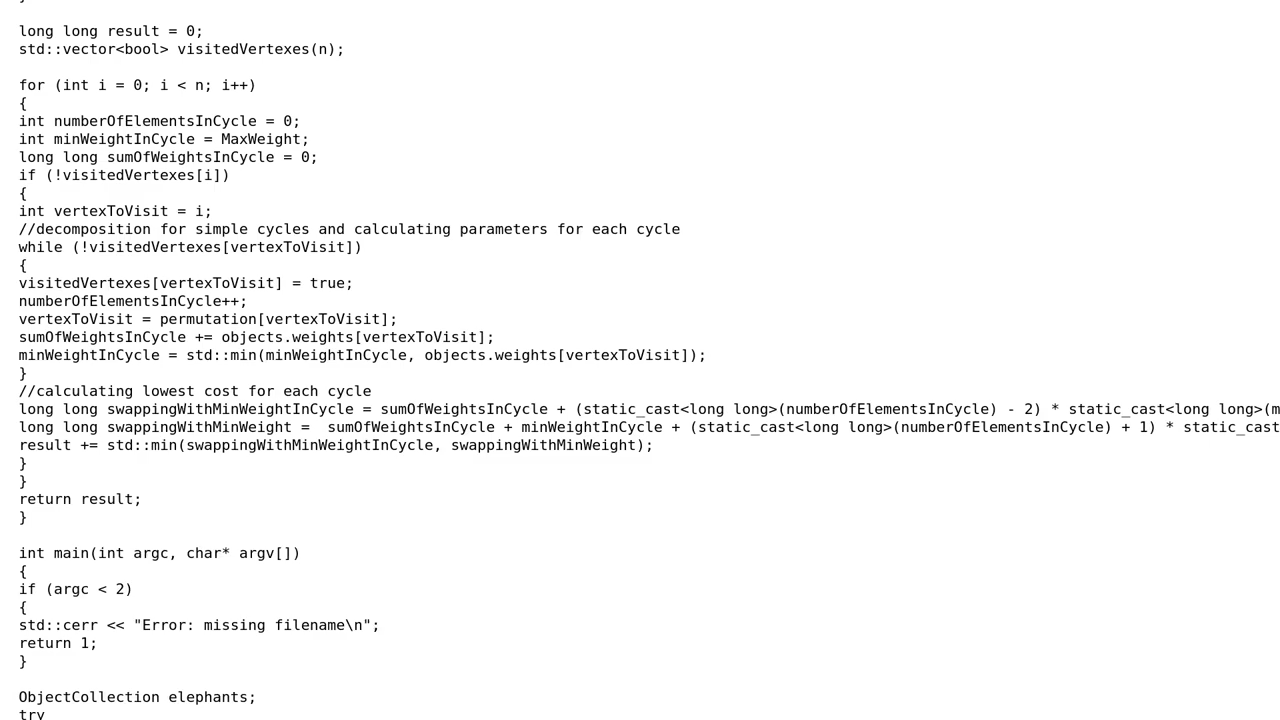 }
long long result = 0;
std::vector<bool> visitedVertexes(n);
for (int i = 0; i < n; i++)
{
int numberOfElementsInCycle = 0;
int minWeightInCycle = MaxWeight;
long long sumOfWeightsInCycle = 0;
if (!visitedVertexes[i])
{
int vertexToVisit = i;
//decomposition for simple cycles and calculating parameters for each cycle
while (!visitedVertexes[vertexToVisit])
{
visitedVertexes[vertexToVisit] = true;
numberOfElementsInCycle++;
vertexToVisit = permutation[vertexToVisit];
sumOfWeightsInCycle += objects.weights[vertexToVisit];
minWeightInCycle = std::min(minWeightInCycle, objects.weights[vertexToVisit]);
}
//calculating lowest cost for each cycle
long long swappingWithMinWeightInCycle = sumOfWeightsInCycle + (static_cast<long long>(numberOfElementsInCycle) - 2) * static_cast<long long>(m
long long swappingWithMinWeight =  sumOfWeightsInCycle + minWeightInCycle + (static_cast<long long>(numberOfElementsInCycle) + 1) * static_cast
result += std::min(swappingWithMinWeightInCycle, swappingWithMinWeight);
}
}
return result;
}
int main(int argc, char* argv[])
{
if (argc < 2)
{
std::cerr << "Error: missing filename\n";
return 1;
}
ObjectCollection elephants;
try